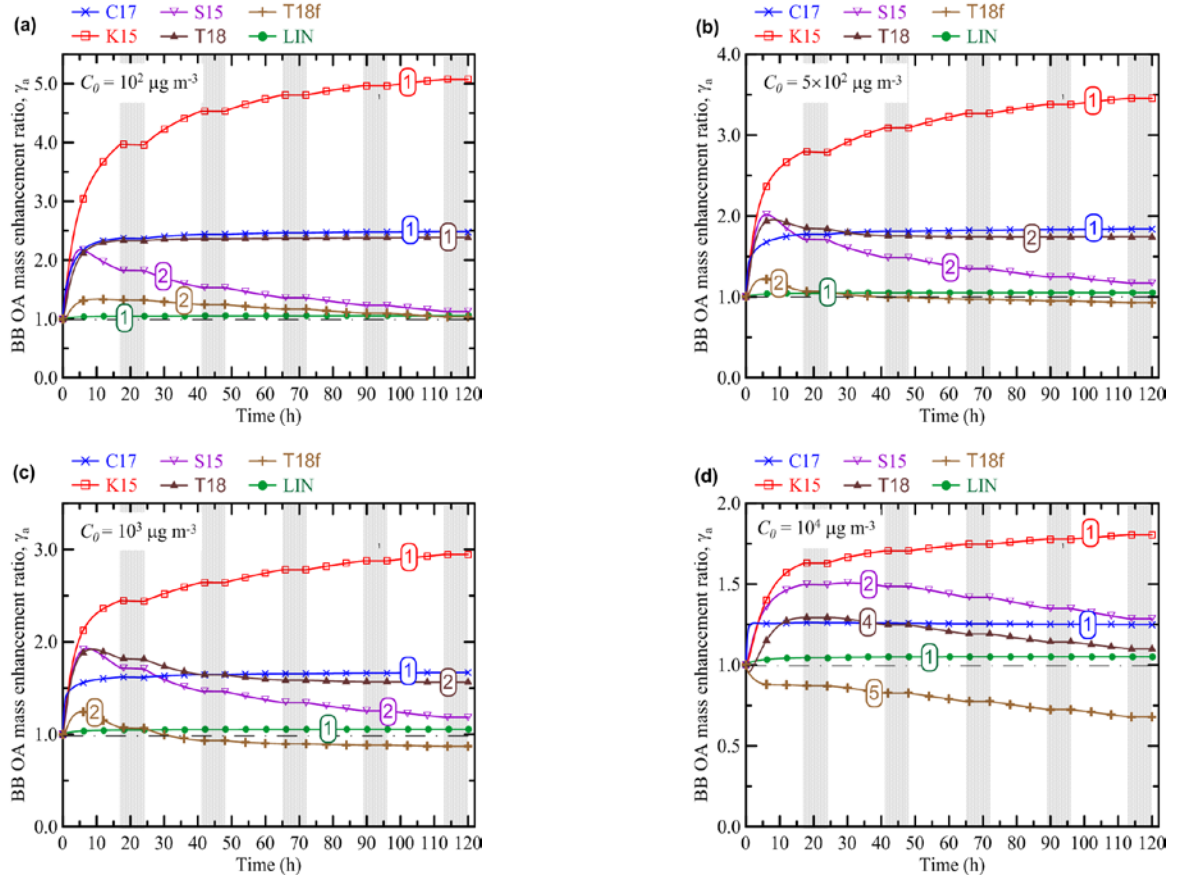 (a)
C17 S15 T18f
K15 T18 LIN
BB OA mass enhancement ratio, γₐ
C₀ = 10² μg m⁻³
5.0
4.0
3.0
2.0
1.0
0.0
1
1
1
2
2
1
0 10 20 30 40 50 60 70 80 90 100 110 120
Time (h)
(b)
C17 S15 T18f
K15 T18 LIN
BB OA mass enhancement ratio, γₐ
C₀ = 5×10² μg m⁻³
4.0
3.0
2.0
1.0
0.0
1
1
2
2
2
1
0 10 20 30 40 50 60 70 80 90 100 110 120
Time (h)
(c)
C17 S15 T18f
K15 T18 LIN
BB OA mass enhancement ratio, γₐ
C₀ = 10³ μg m⁻³
3.0
2.0
1.0
0.0
1
1
2
2
2
1
0 10 20 30 40 50 60 70 80 90 100 110 120
Time (h)
(d)
C17 S15 T18f
K15 T18 LIN
BB OA mass enhancement ratio, γₐ
C₀ = 10⁴ μg m⁻³
2.0
1.5
1.0
0.5
0.0
1
2
4
1
1
5
0 10 20 30 40 50 60 70 80 90 100 110 120
Time (h)